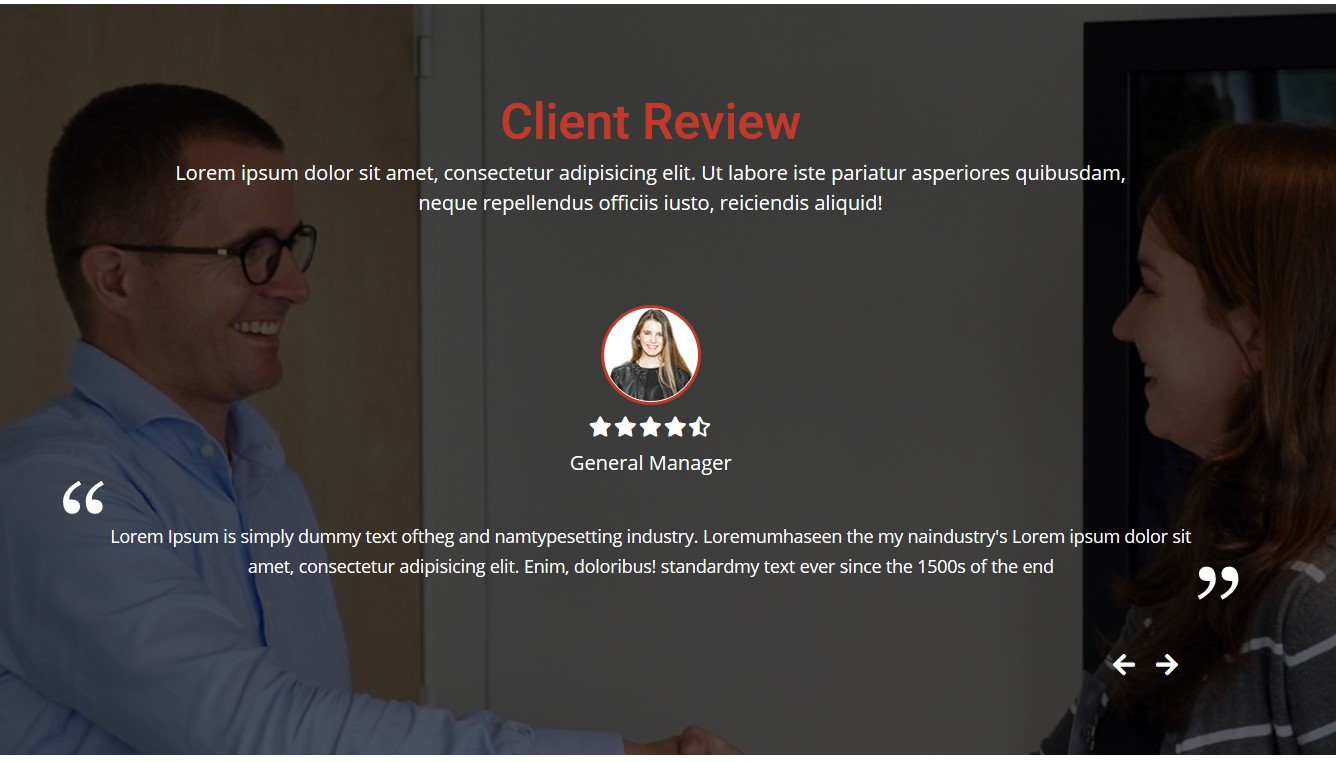 Client Review
Lorem ipsum dolor sit amet, consectetur adipisicing elit. Ut labore iste pariatur asperiores quibusdam,
neque repellendus officiis iusto, reiciendis aliquid!
General Manager
“
Lorem Ipsum is simply dummy text oftheg and namtypesetting industry. Loremumhaseen the my naindustry's Lorem ipsum dolor sit
amet, consectetur adipisicing elit. Enim, doloribus! standardmy text ever since the 1500s of the end
”